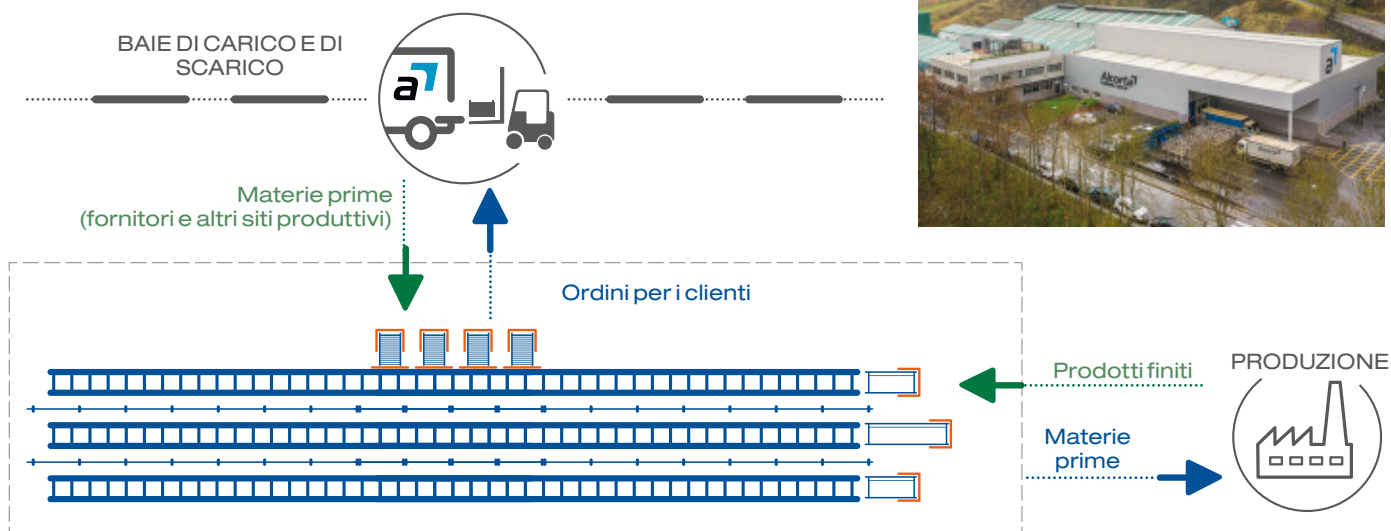 BAIE DI CARICO E DI
SCARICO
a
Alcorta
a
Materie prime
(fornitori e altri siti produttivi)
Ordini per i clienti
Prodotti finiti
PRODUZIONE
Materie
prime